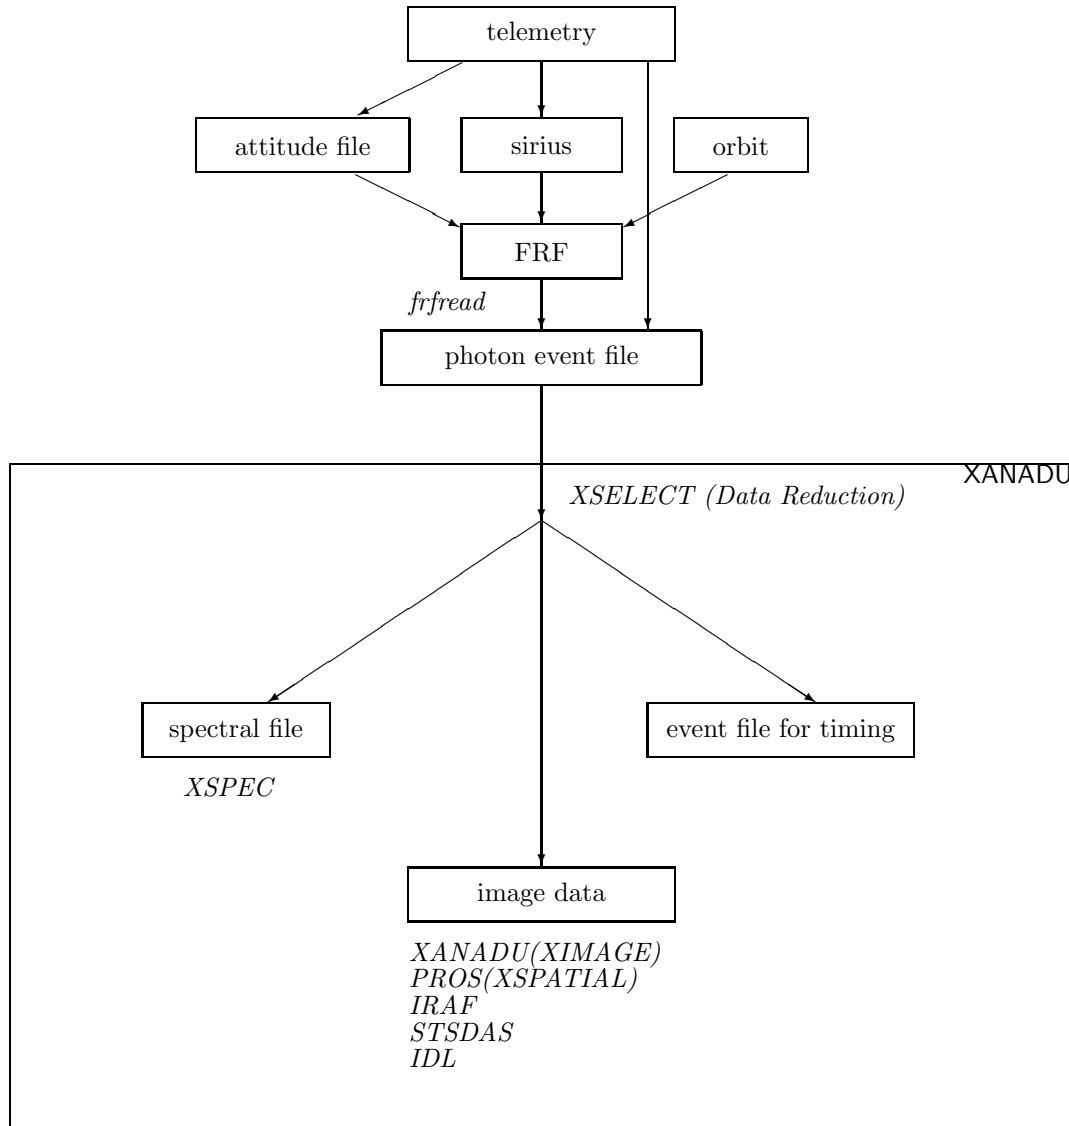 telemetry
attitude file
sirius
orbit
FRF
frfread
photon event file
XANADU
XSELECT (Data Reduction)
spectral file
event file for timing
XSPEC
image data
XANADU(XIMAGE)
PROS(XSPATIAL)
IRAF
STSDAS
IDL